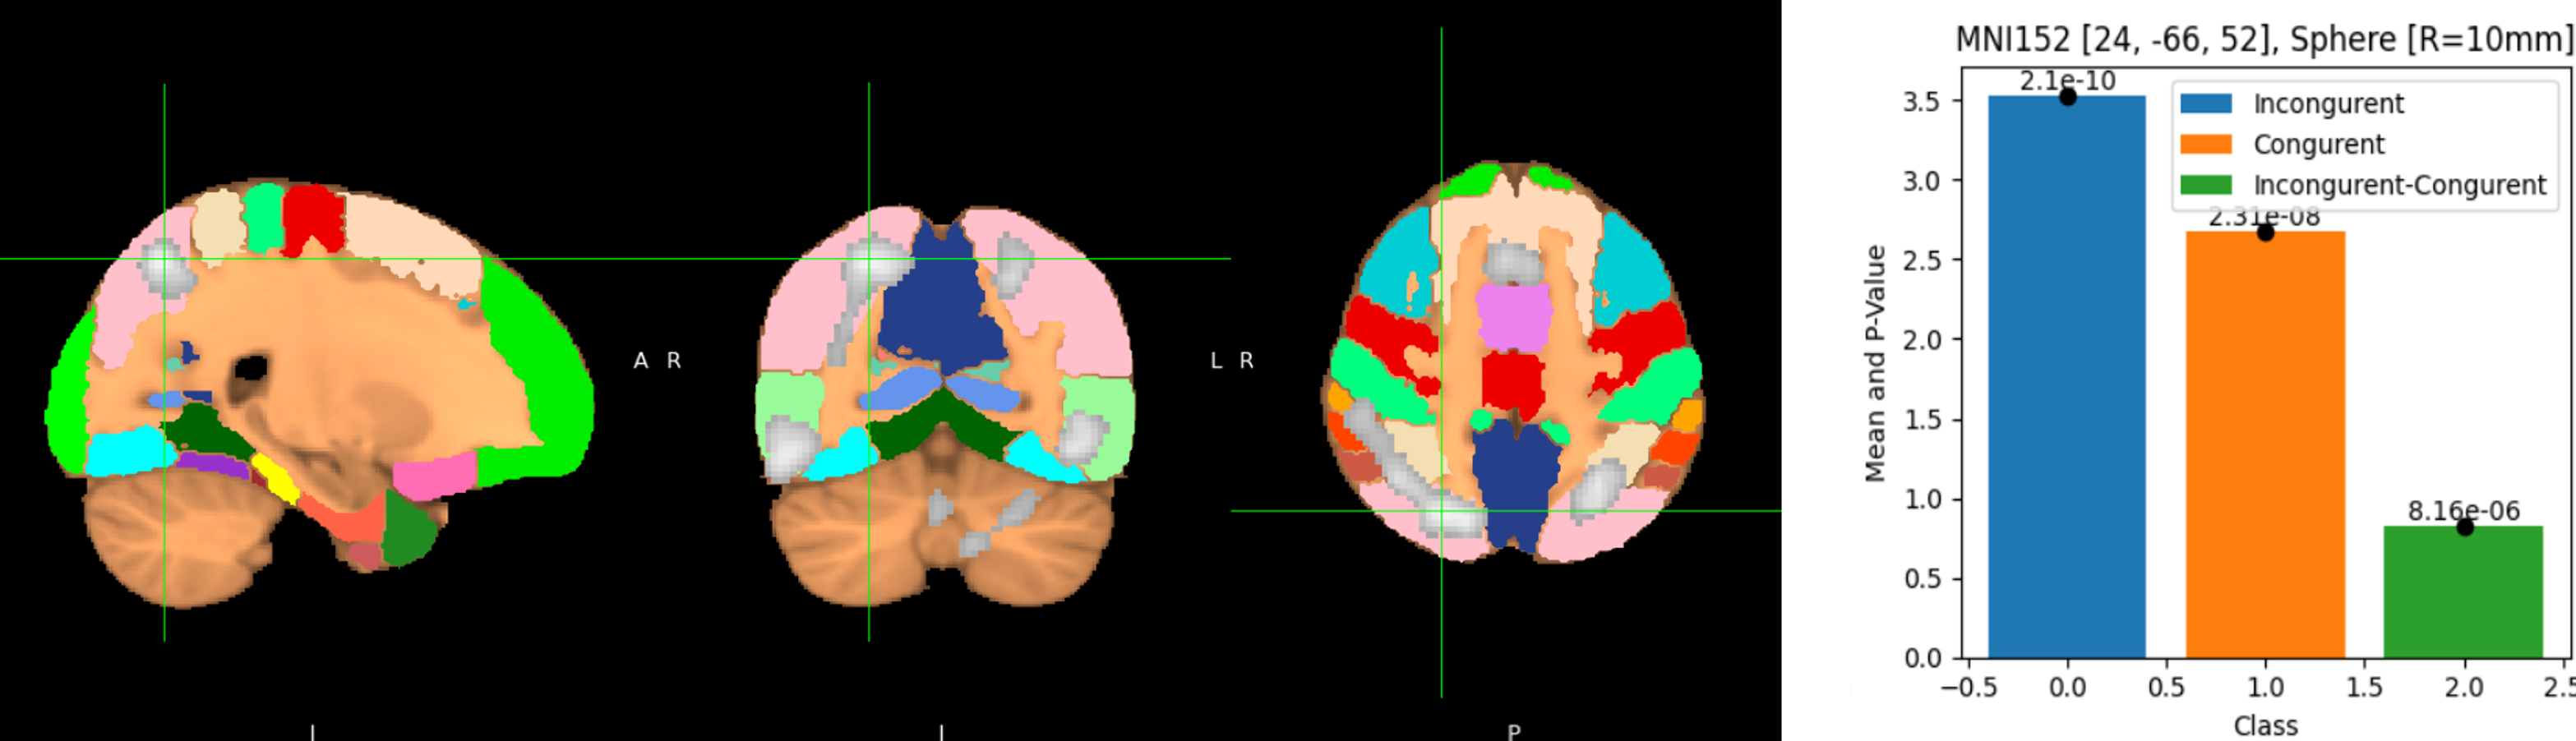 A R
L R
I
I
P
MNI152 [24, -66, 52], Sphere [R=10mm]
2.1e-10
Incongurent
Congurent
Incongurent-Congurent
2.31e-08
8.16e-06
Mean and P-Value
3.5
3.0
2.5
2.0
1.5
1.0
0.5
0.0
−0.5 0.0 0.5 1.0 1.5 2.0 2.5
Class